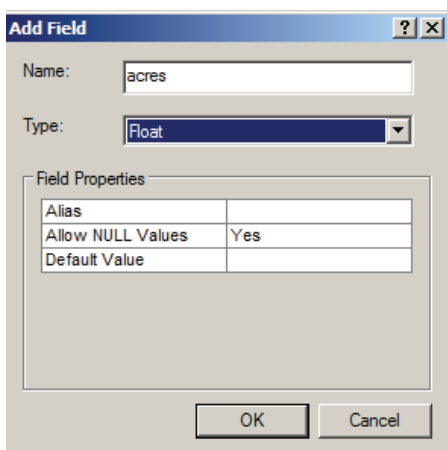 Add Field
? X
Name: acres
Type: Float
Field Properties
Alias
Allow NULL Values Yes
Default Value
OK Cancel